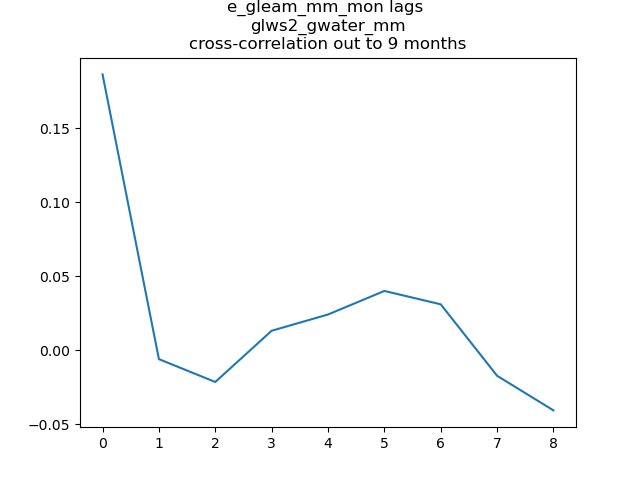 e_gleam_mm_mon lags
glws2_gwater_mm
cross-correlation out to 9 months
0.15
0.10
0.05
0.00
−0.05
0 1 2 3 4 5 6 7 8